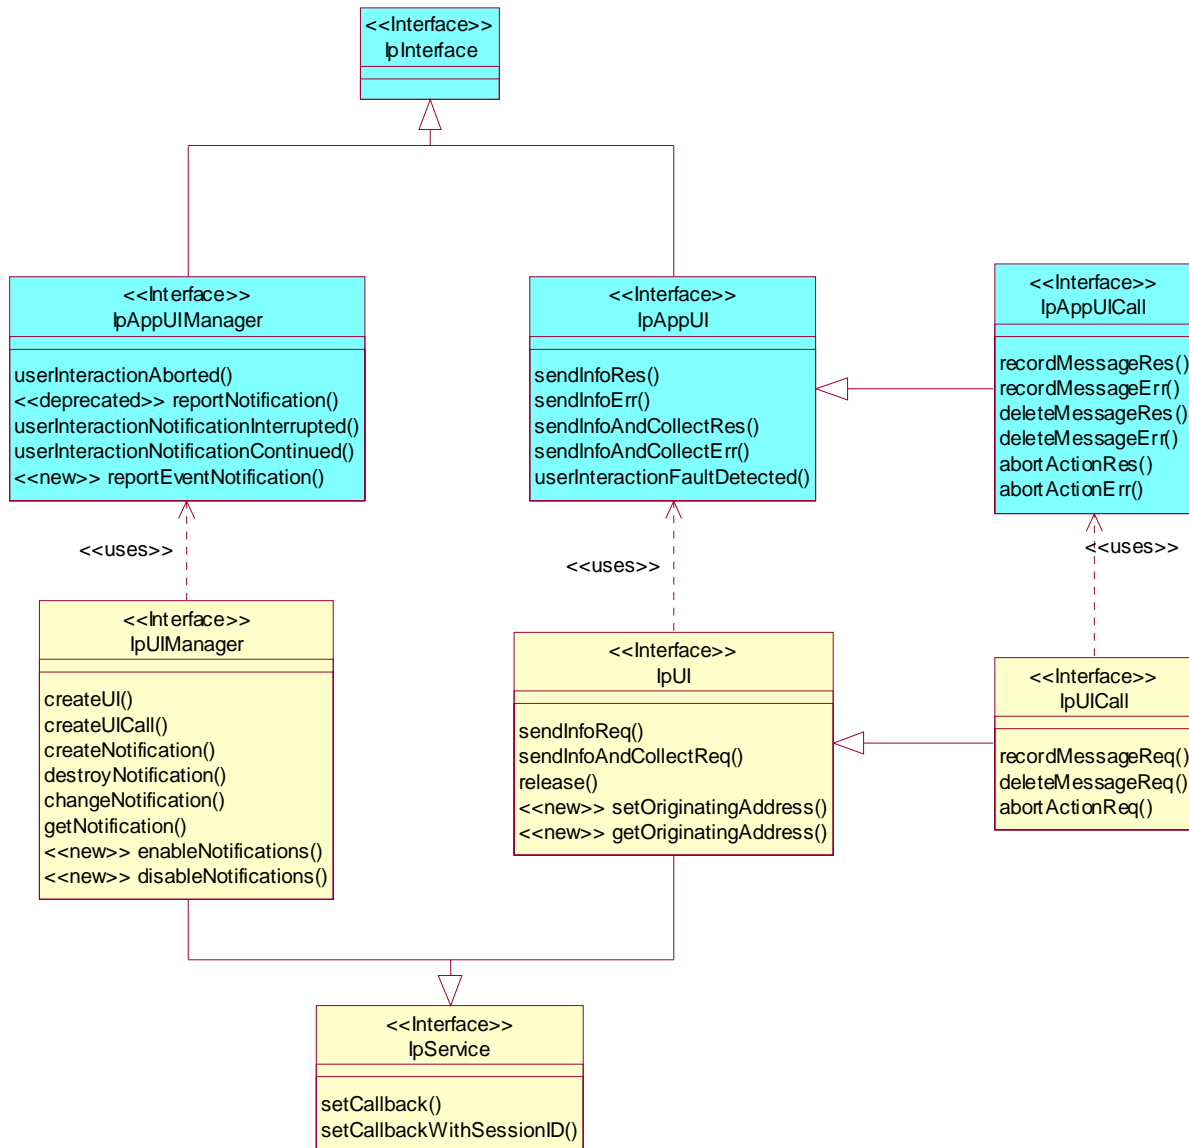 <<Interface>>
IpInterface
<<Interface>>
IpAppUIManager
userInteractionAborted()
<<deprecated>> reportNotification()
userInteractionNotificationInterrupted()
userInteractionNotificationContinued()
<<new>> reportEventNotification()
<<Interface>>
IpAppUI
sendInfoRes()
sendInfoErr()
sendInfoAndCollectRes()
sendInfoAndCollectErr()
userInteractionFaultDetected()
<<Interface>>
IpAppUICall
recordMessageRes()
recordMessageErr()
deleteMessageRes()
deleteMessageErr()
abortActionRes()
abortActionErr()
<<uses>>
<<uses>>
<<uses>>
<<Interface>>
IpUIManager
createUI()
createUICall()
createNotification()
destroyNotification()
changeNotification()
getNotification()
<<new>> enableNotifications()
<<new>> disableNotifications()
<<Interface>>
IpUI
sendInfoReq()
sendInfoAndCollectReq()
release()
<<new>> setOriginatingAddress()
<<new>> getOriginatingAddress()
<<Interface>>
IpUICall
recordMessageReq()
deleteMessageReq()
abortActionReq()
<<Interface>>
IpService
setCallback()
setCallbackWithSessionID()